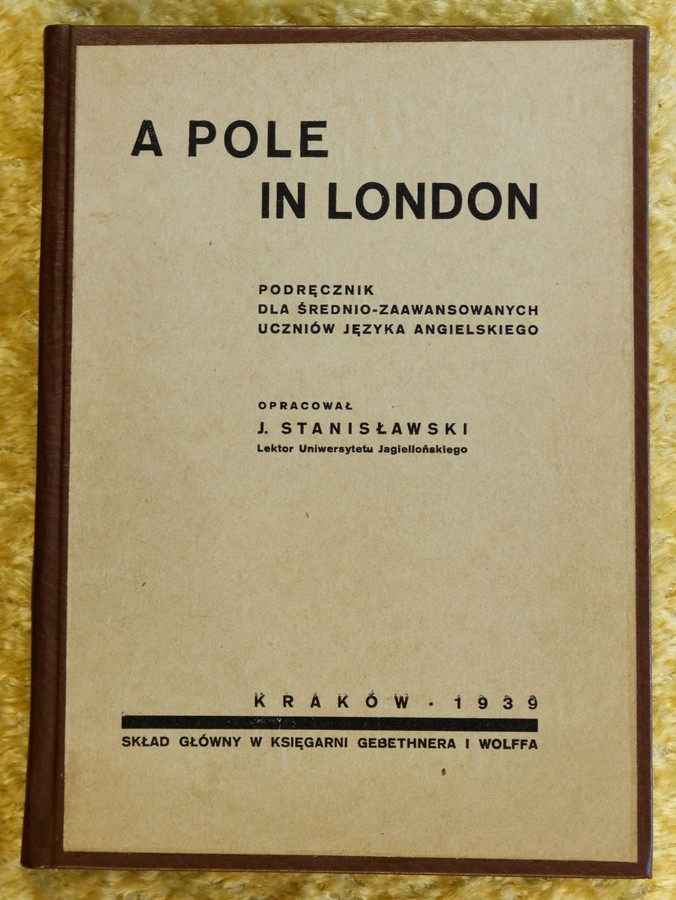 A POLE
IN LONDON
PODRĘCZNIK
DLA ŚREDNIO-ZAAWANSOWANYCH
UCZNIÓW JĘZYKA ANGIELSKIEGO
OPRACOWAŁ
J. STANISŁAWSKI
Lektor Uniwersytetu Jagiellońskiego
KRAKÓW · 1939
SKŁAD GŁÓWNY W KSIĘGARNI GEBETHNERA I WOLFFA